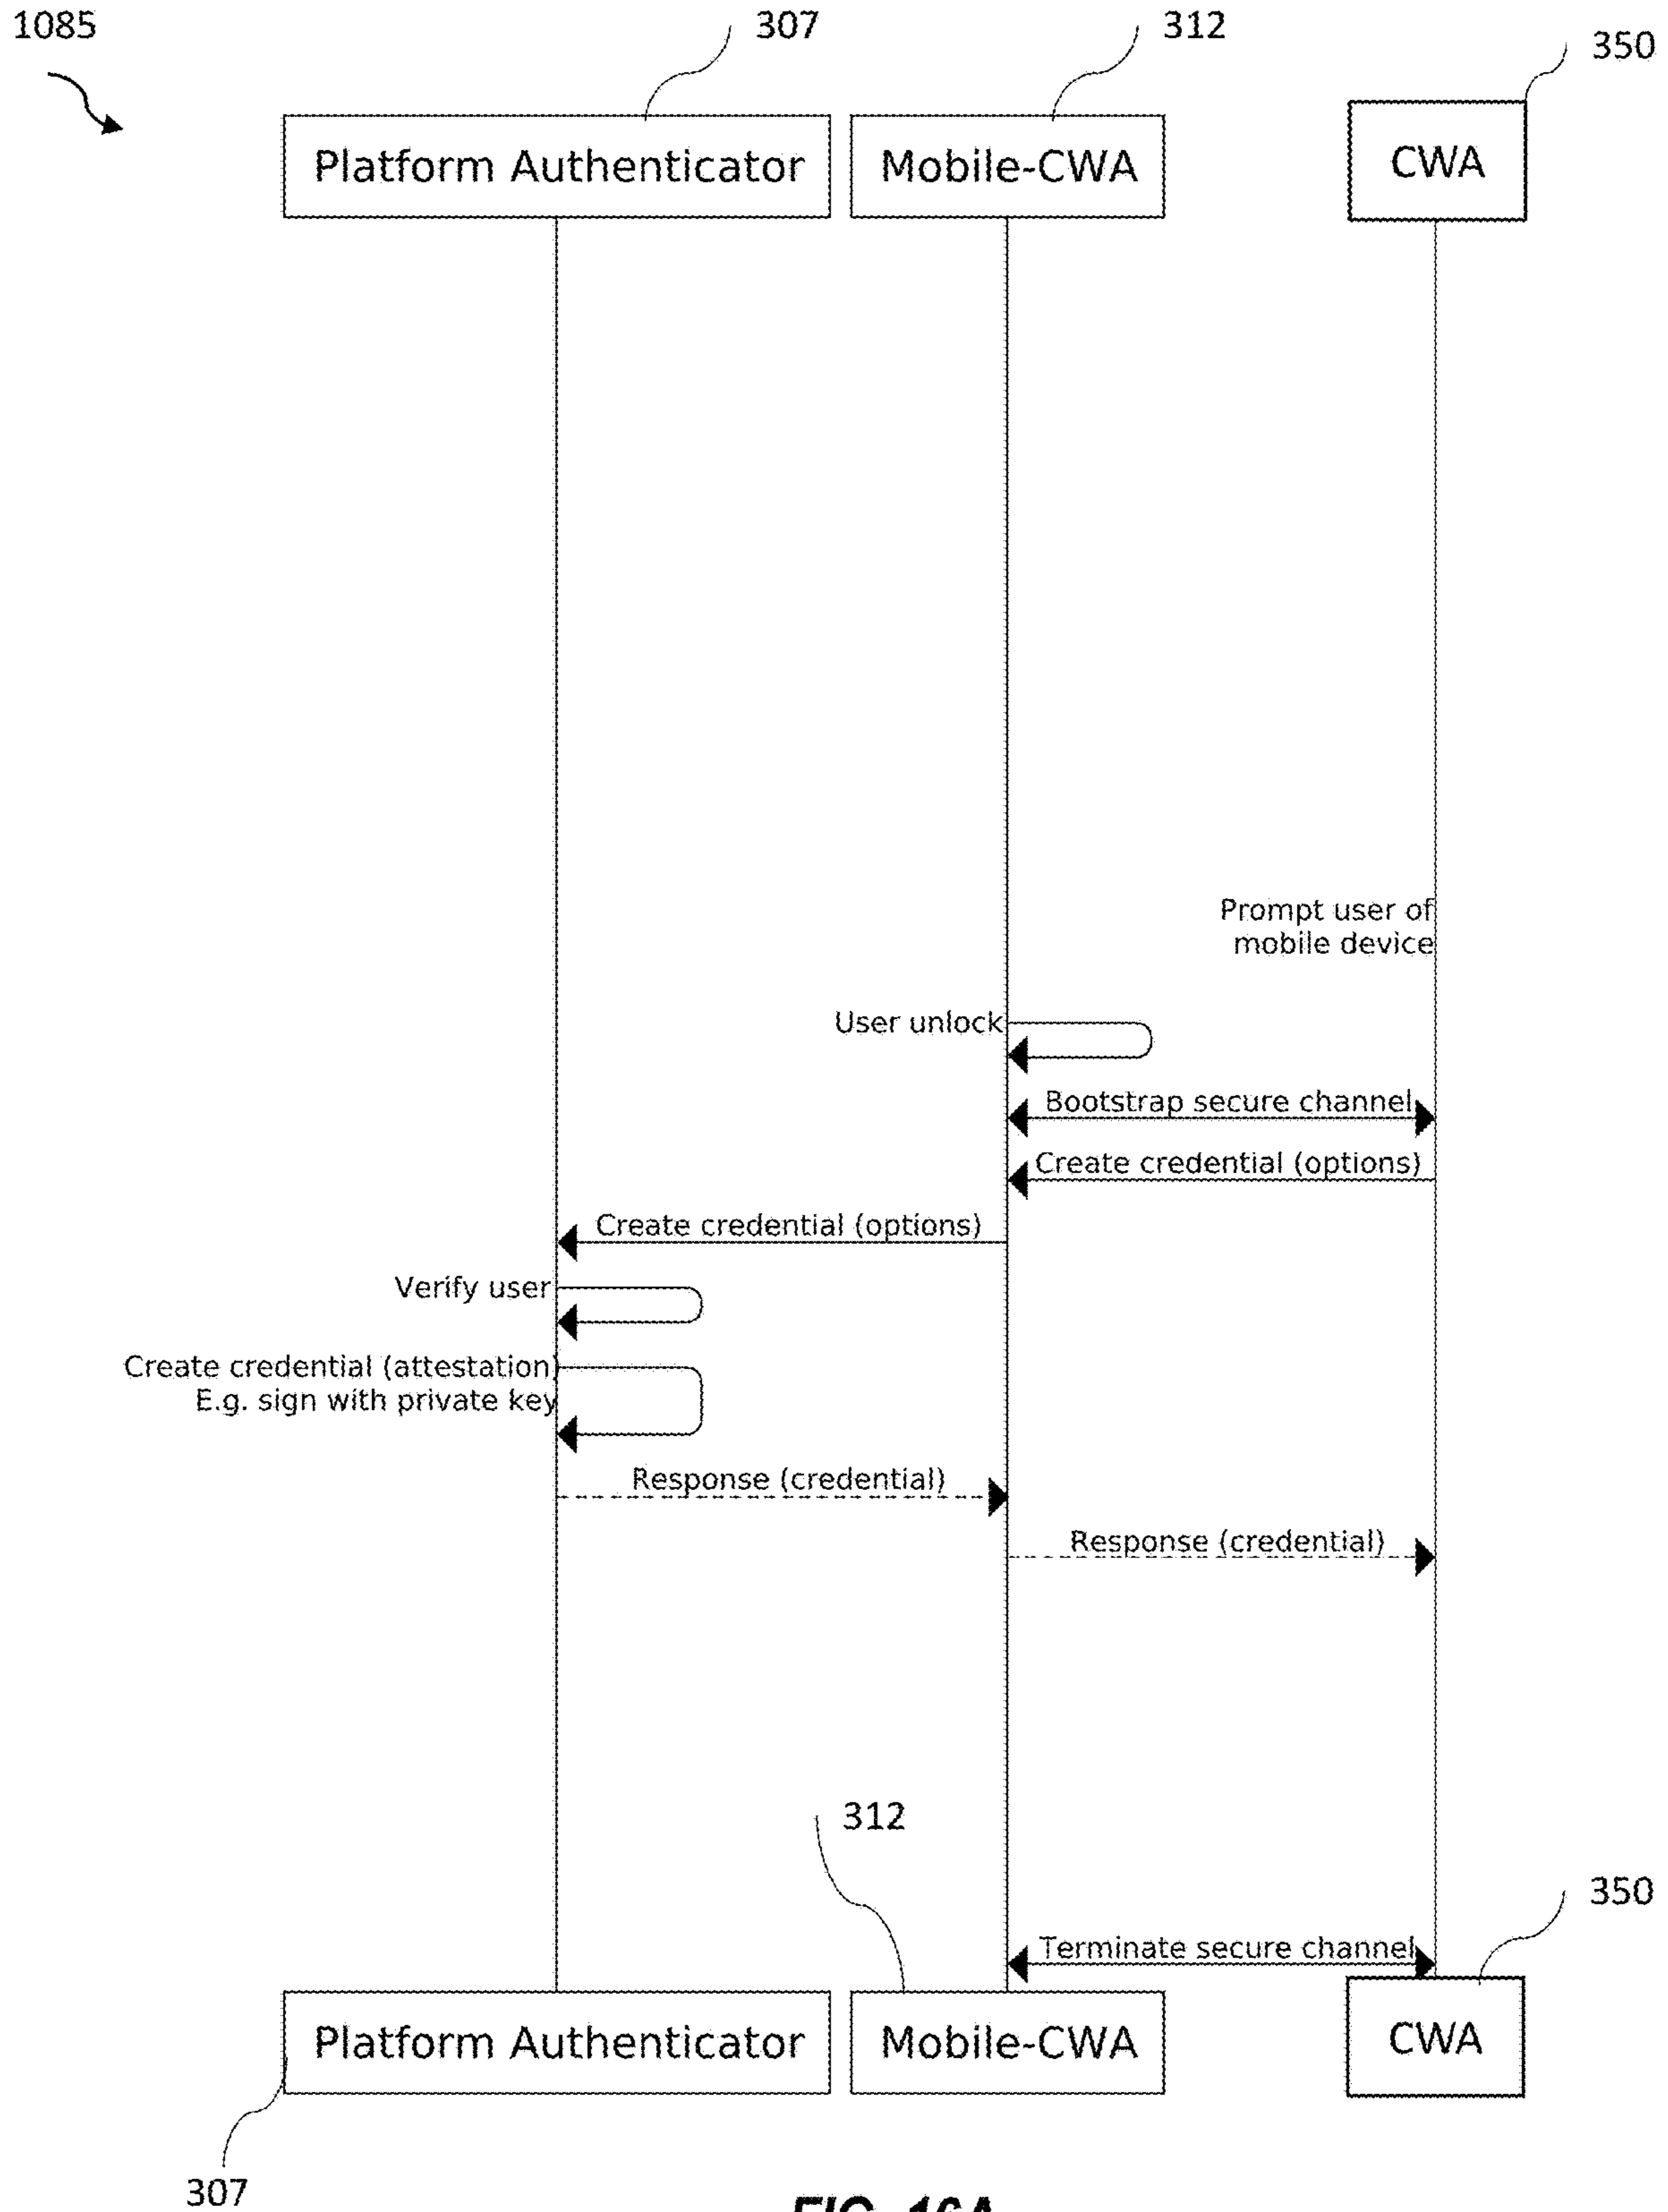 1085
307
312
350
Platform Authenticator
Mobile-CWA
CWA
Prompt user of
mobile device
User unlock
Bootstrap secure channel
Create credential (options)
Create credential (options)
Verify user
Create credential (attestation)
E.g. sign with private key
Response (credential)
Response (credential)
312
350
Terminate secure channel
Platform Authenticator
Mobile-CWA
CWA
307
FIG. 16A